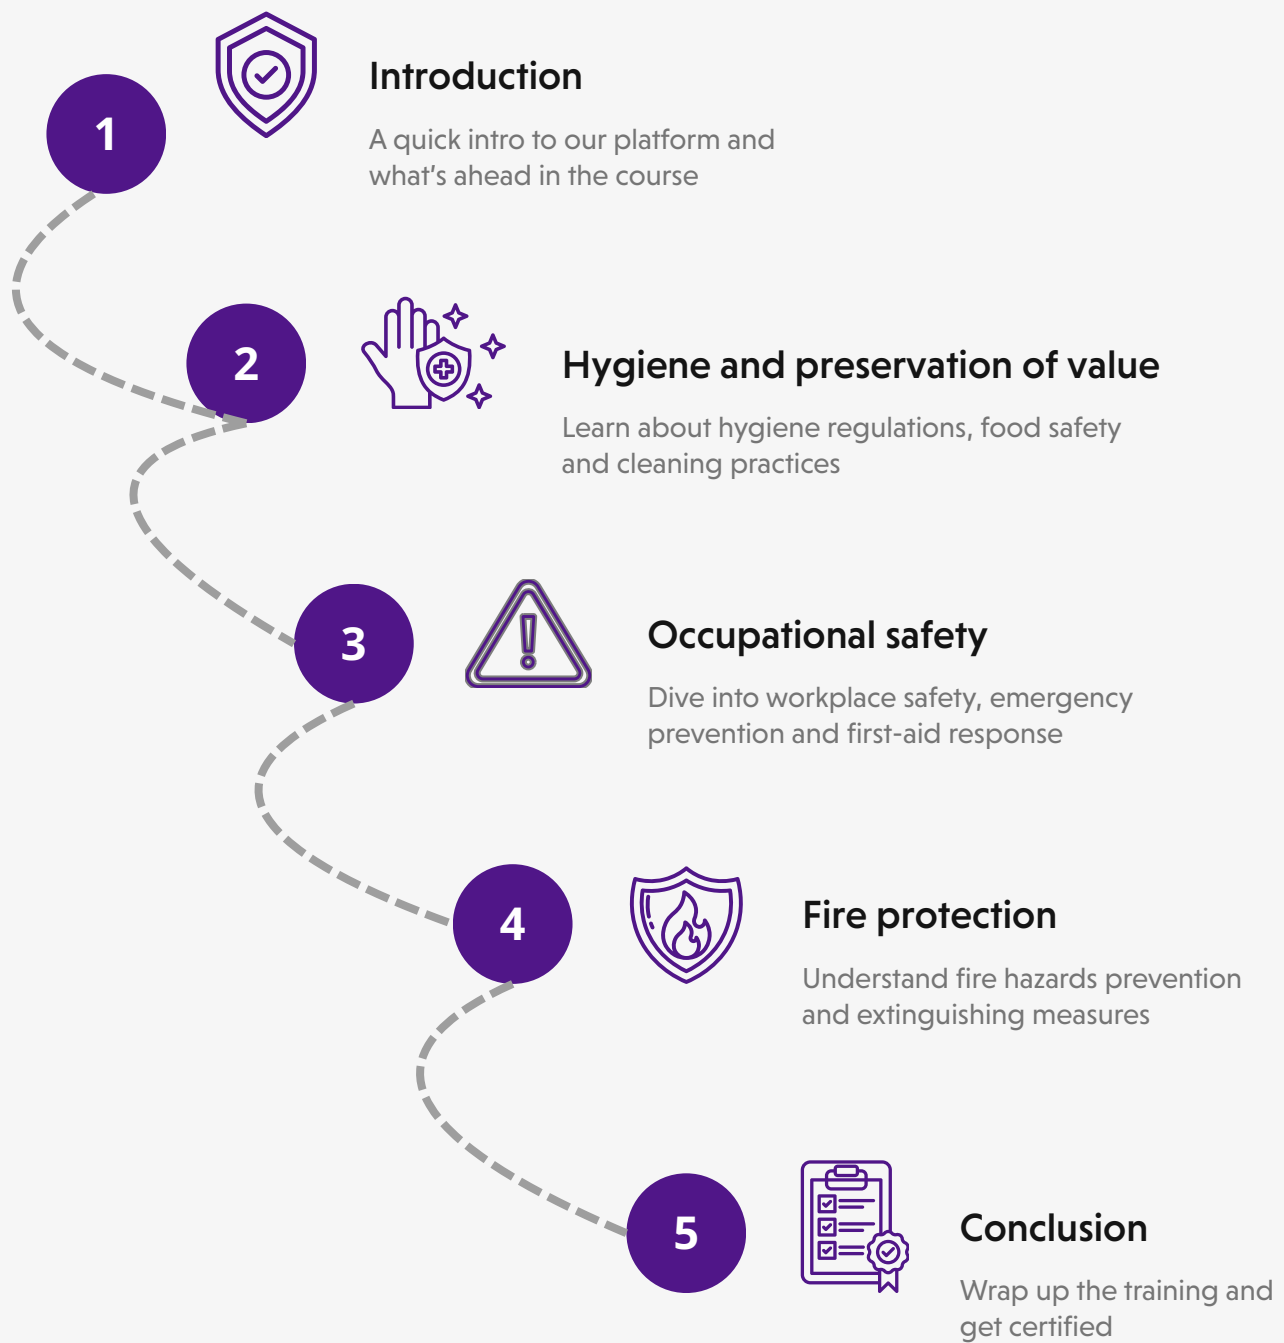 1
Introduction
A quick intro to our platform and
what's ahead in the course
2
Hygiene and preservation of value
Learn about hygiene regulations, food safety
and cleaning practices
3
Occupational safety
Dive into workplace safety, emergency
prevention and first-aid response
4
Fire protection
Understand fire hazards prevention
and extinguishing measures
5
Conclusion
Wrap up the training and
get certified